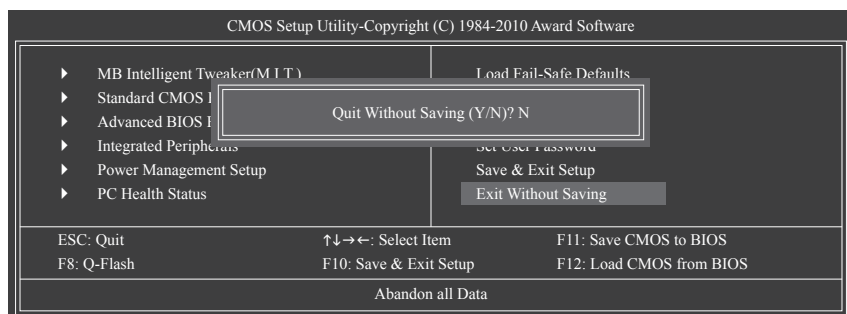 CMOS Setup Utility-Copyright (C) 1984-2010 Award Software
MB Intelligent Tweaker(M.I.T.)
Standard CMOS
Advanced BIOS
Integrated Peripherals
Power Management Setup
PC Health Status
Load Fail-Safe Defaults
Set User Password
Save & Exit Setup
Exit Without Saving
Quit Without Saving (Y/N)? N
ESC: Quit ↑↓→←: Select Item F11: Save CMOS to BIOS
F8: Q-Flash F10: Save & Exit Setup F12: Load CMOS from BIOS
Abandon all Data